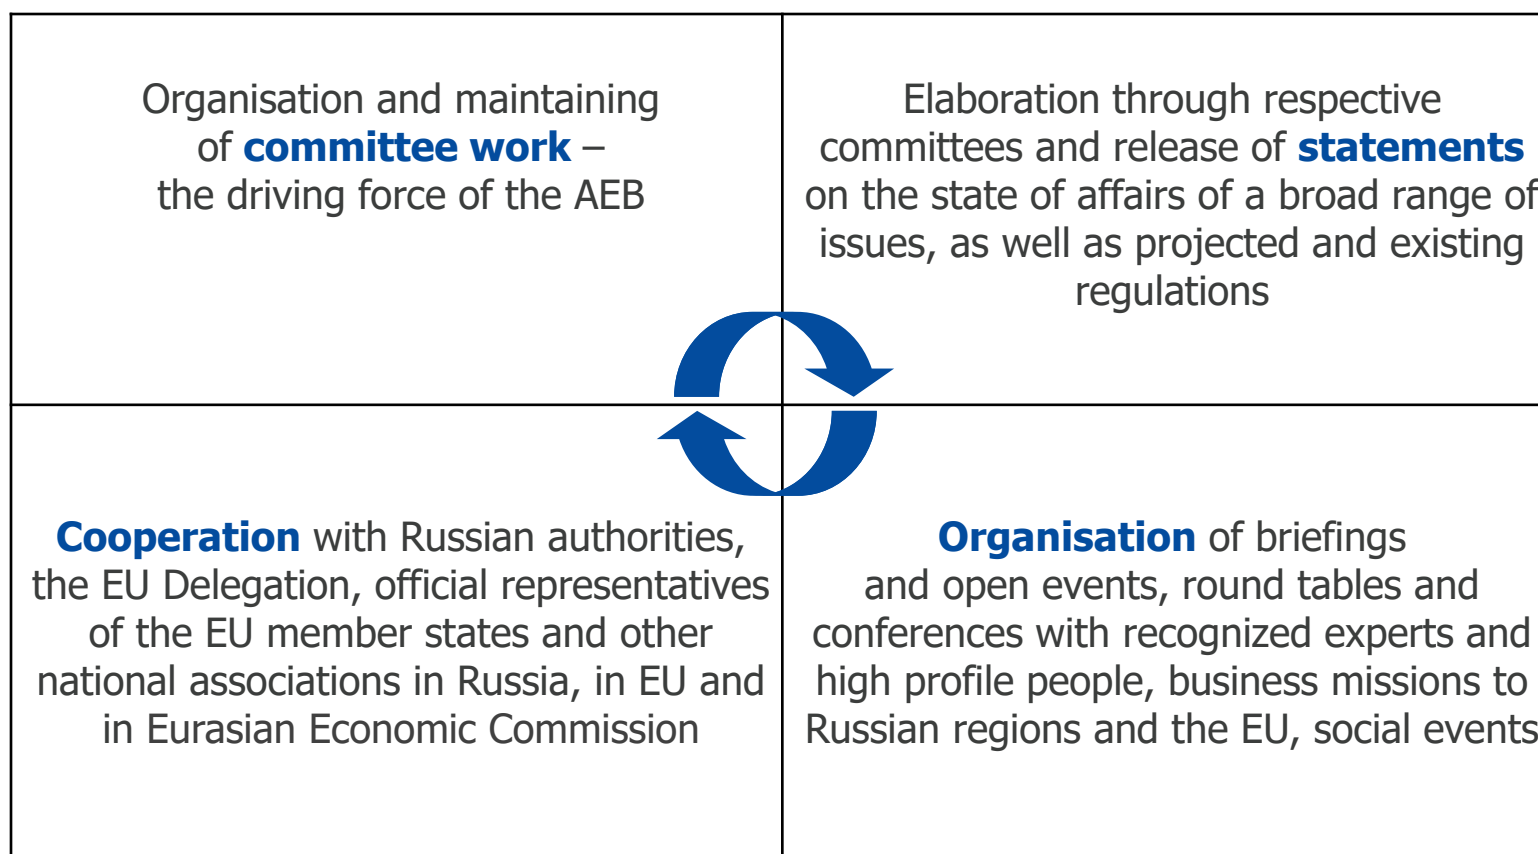 Organisation and maintaining
of committee work –
the driving force of the AEB
Elaboration through respective
committees and release of statements
on the state of affairs of a broad range of
issues, as well as projected and existing
regulations
Cooperation with Russian authorities,
the EU Delegation, official representatives
of the EU member states and other
national associations in Russia, in EU and
in Eurasian Economic Commission
Organisation of briefings
and open events, round tables and
conferences with recognized experts and
high profile people, business missions to
Russian regions and the EU, social events